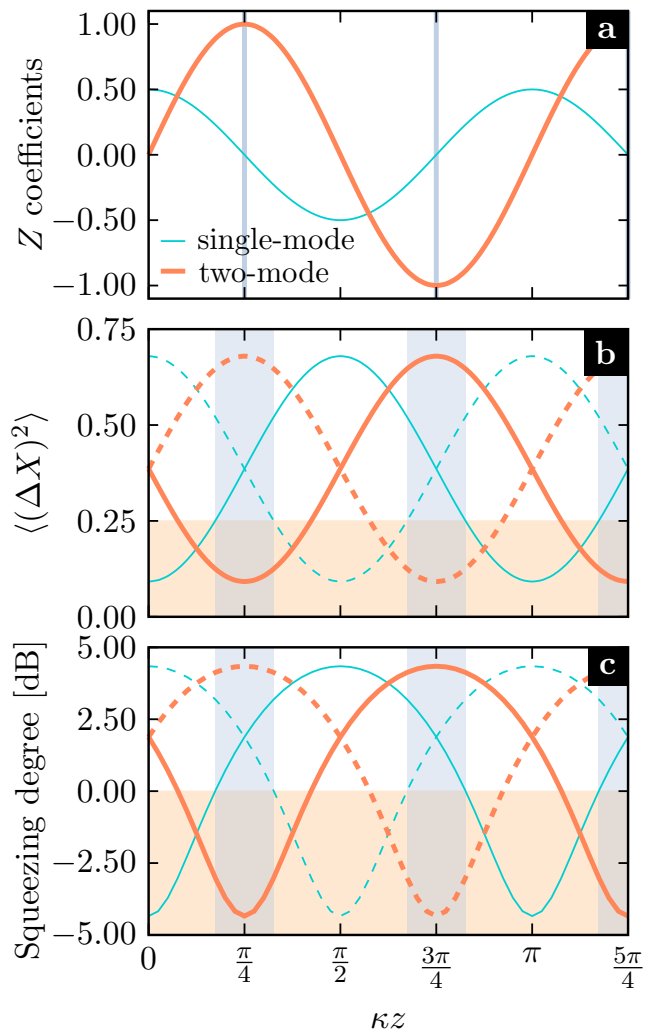 a
1.00
0.50
0.00
−0.50
−1.00
Z coefficients
single-mode
two-mode
b
0.75
0.50
0.25
0.00
⟨(ΔX)²⟩
c
5.00
2.50
0.00
−2.50
−5.00
Squeezing degree [dB]
0 π/4 π/2 3π/4 π 5π/4
κz